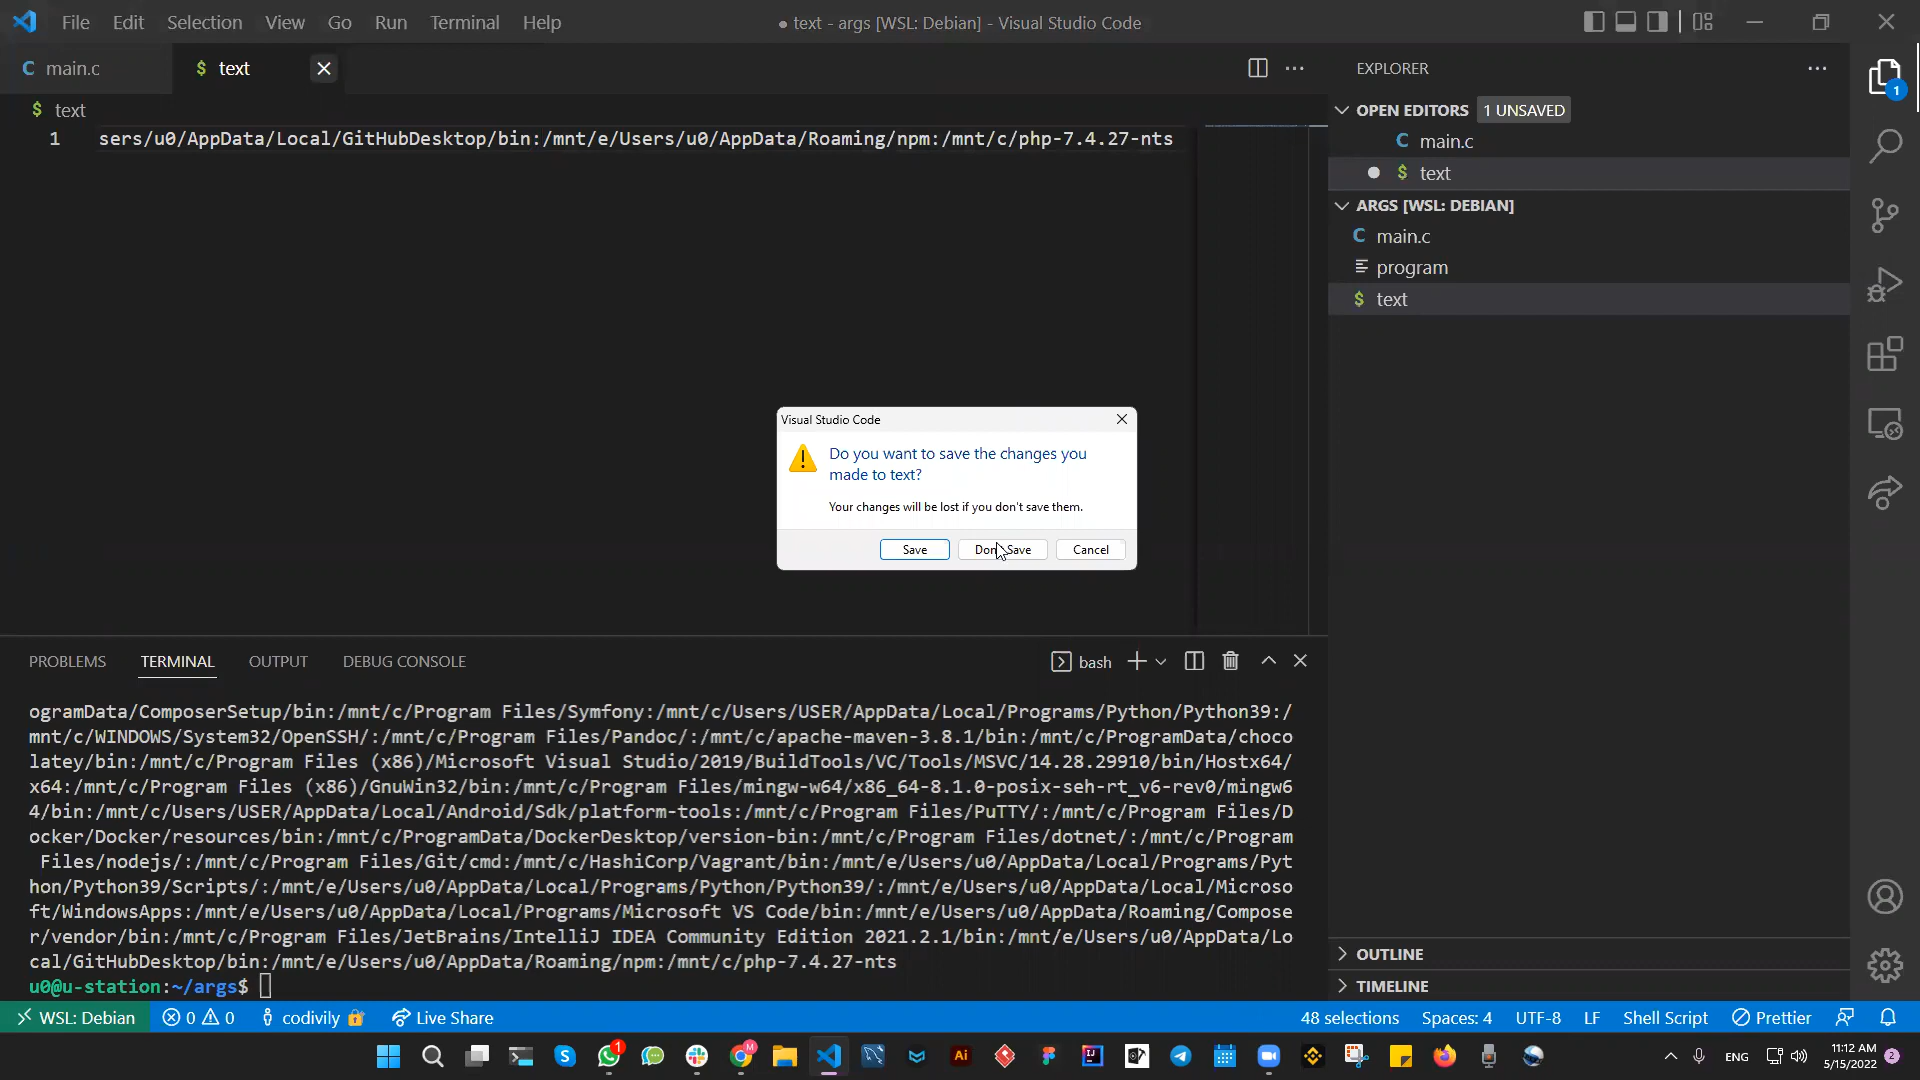 File Edit Selection View Go Run Terminal Help
● text - args [WSL: Debian] - Visual Studio Code
C main.c
$ text
EXPLORER
$ text
1 sers/u0/AppData/Local/GitHubDesktop/bin:/mnt/e/Users/u0/AppData/Roaming/npm:/mnt/c/php-7.4.27-nts
OPEN EDITORS 1 UNSAVED
C main.c
$ text
ARGS [WSL: DEBIAN]
C main.c
program
$ text
1
Visual Studio Code
Do you want to save the changes you
made to text?
Your changes will be lost if you don't save them.
Save Don't Save Cancel
PROBLEMS TERMINAL OUTPUT DEBUG CONSOLE
bash
ogramData/ComposerSetup/bin:/mnt/c/Program Files/Symfony:/mnt/c/Users/USER/AppData/Local/Programs/Python/Python39:/
mnt/c/WINDOWS/System32/OpenSSH/:/mnt/c/Program Files/Pandoc/:/mnt/c/apache-maven-3.8.1/bin:/mnt/c/ProgramData/choco
latey/bin:/mnt/c/Program Files (x86)/Microsoft Visual Studio/2019/BuildTools/VC/Tools/MSVC/14.28.29910/bin/Hostx64/
x64:/mnt/c/Program Files (x86)/GnuWin32/bin:/mnt/c/Program Files/mingw-w64/x86_64-8.1.0-posix-seh-rt_v6-rev0/mingw6
4/bin:/mnt/c/Users/USER/AppData/Local/Android/Sdk/platform-tools:/mnt/c/Program Files/PuTTY/:/mnt/c/Program Files/D
ocker/Docker/resources/bin:/mnt/c/ProgramData/DockerDesktop/version-bin:/mnt/c/Program Files/dotnet/:/mnt/c/Program
Files/nodejs/:/mnt/c/Program Files/Git/cmd:/mnt/c/HashiCorp/Vagrant/bin:/mnt/e/Users/u0/AppData/Local/Programs/Pyt
hon/Python39/Scripts/:/mnt/e/Users/u0/AppData/Local/Programs/Python/Python39/:/mnt/e/Users/u0/AppData/Local/Microso
ft/WindowsApps:/mnt/e/Users/u0/AppData/Local/Programs/Microsoft VS Code/bin:/mnt/e/Users/u0/AppData/Roaming/Compose
r/vendor/bin:/mnt/c/Program Files/JetBrains/IntelliJ IDEA Community Edition 2021.2.1/bin:/mnt/e/Users/u0/AppData/Lo
cal/GitHubDesktop/bin:/mnt/e/Users/u0/AppData/Roaming/npm:/mnt/c/php-7.4.27-nts
u0@u-station:~/args$
OUTLINE
TIMELINE
WSL: Debian 0 0 codivily Live Share
48 selections Spaces: 4 UTF-8 LF Shell Script Prettier
1
M
Ai
IJ
ENG
11:12 AM
5/15/2022
2